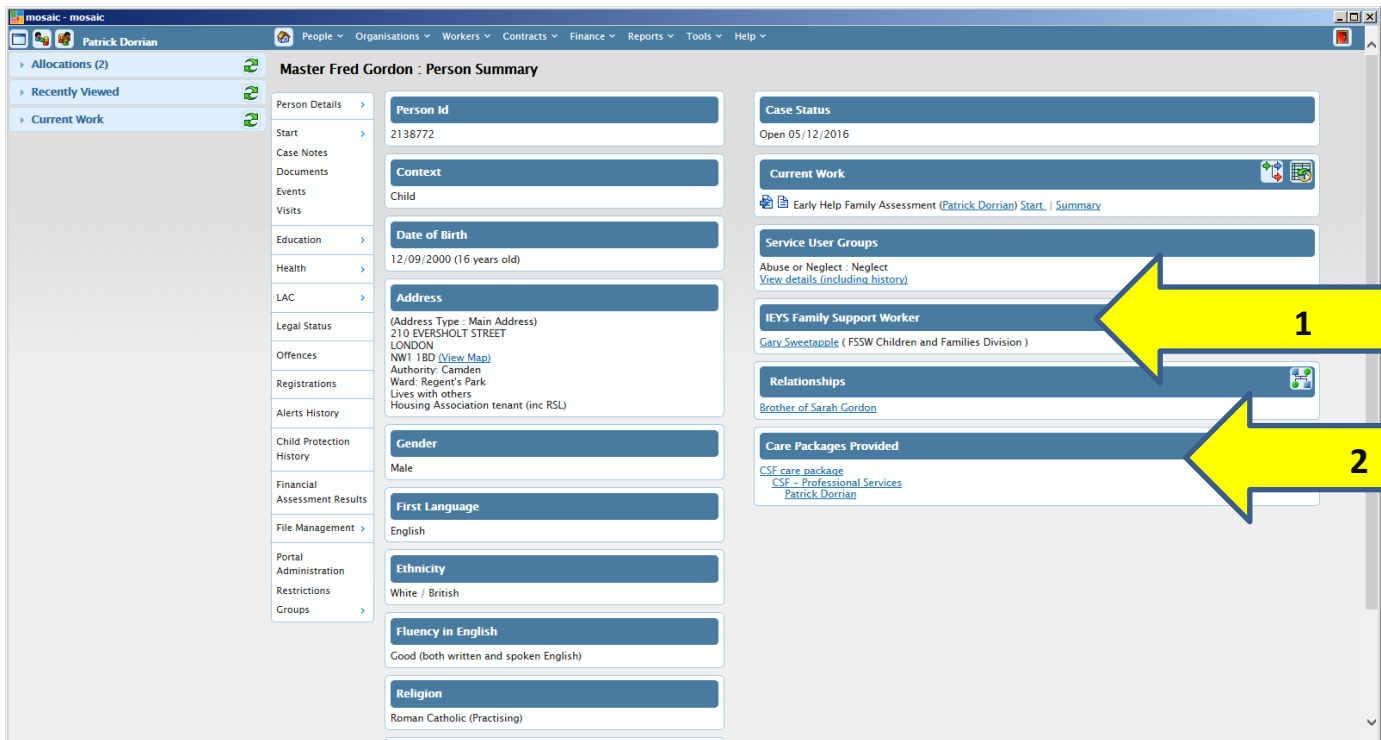 mosaic - mosaic
Patrick Dorrian
People Organisations Workers Contracts Finance Reports Tools Help
Allocations (2)
Recently Viewed
Current Work
Master Fred Gordon : Person Summary
Person Details
Start
Case Notes
Documents
Events
Visits
Education
Health
LAC
Legal Status
Offences
Registrations
Alerts History
Child Protection
History
Financial
Assessment Results
File Management
Portal
Administration
Restrictions
Groups
Person Id
2138772
Context
Child
Date of Birth
12/09/2000 (16 years old)
Address
(Address Type : Main Address)
210 EVERSHOLT STREET
LONDON
NW1 1BD (View Map)
Authority: Camden
Ward: Regent's Park
Lives with others
Housing Association tenant (inc RSL)
Gender
Male
First Language
English
Ethnicity
White / British
Fluency in English
Good (both written and spoken English)
Religion
Roman Catholic (Practising)
Case Status
Open 05/12/2016
Current Work
Early Help Family Assessment (Patrick Dorrian) Start | Summary
Service User Groups
Abuse or Neglect : Neglect
View details (including history)
IEYS Family Support Worker
Gary Sweetapple ( FSSW Children and Families Division )
1
Relationships
Brother of Sarah Gordon
Care Packages Provided
CSF care package
CSF - Professional Services
Patrick Dorrian
2